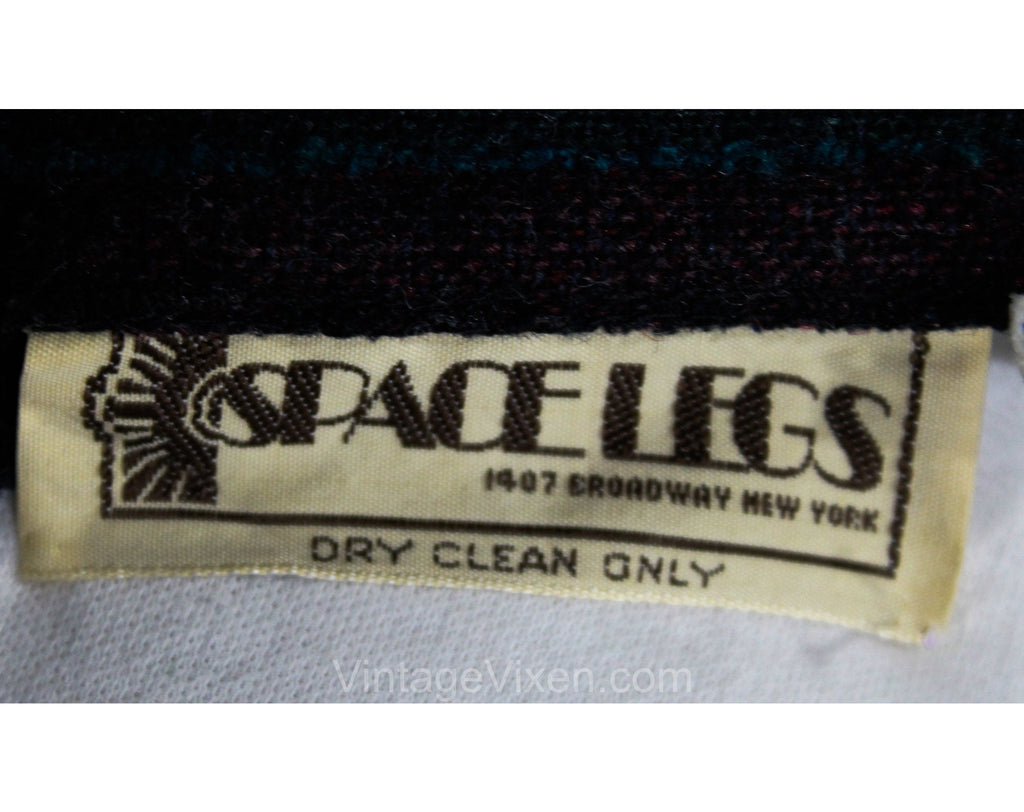 SPACE LEGS
1407 BROADWAY NEW YORK
DRY CLEAN ONLY
VintageVixen.com